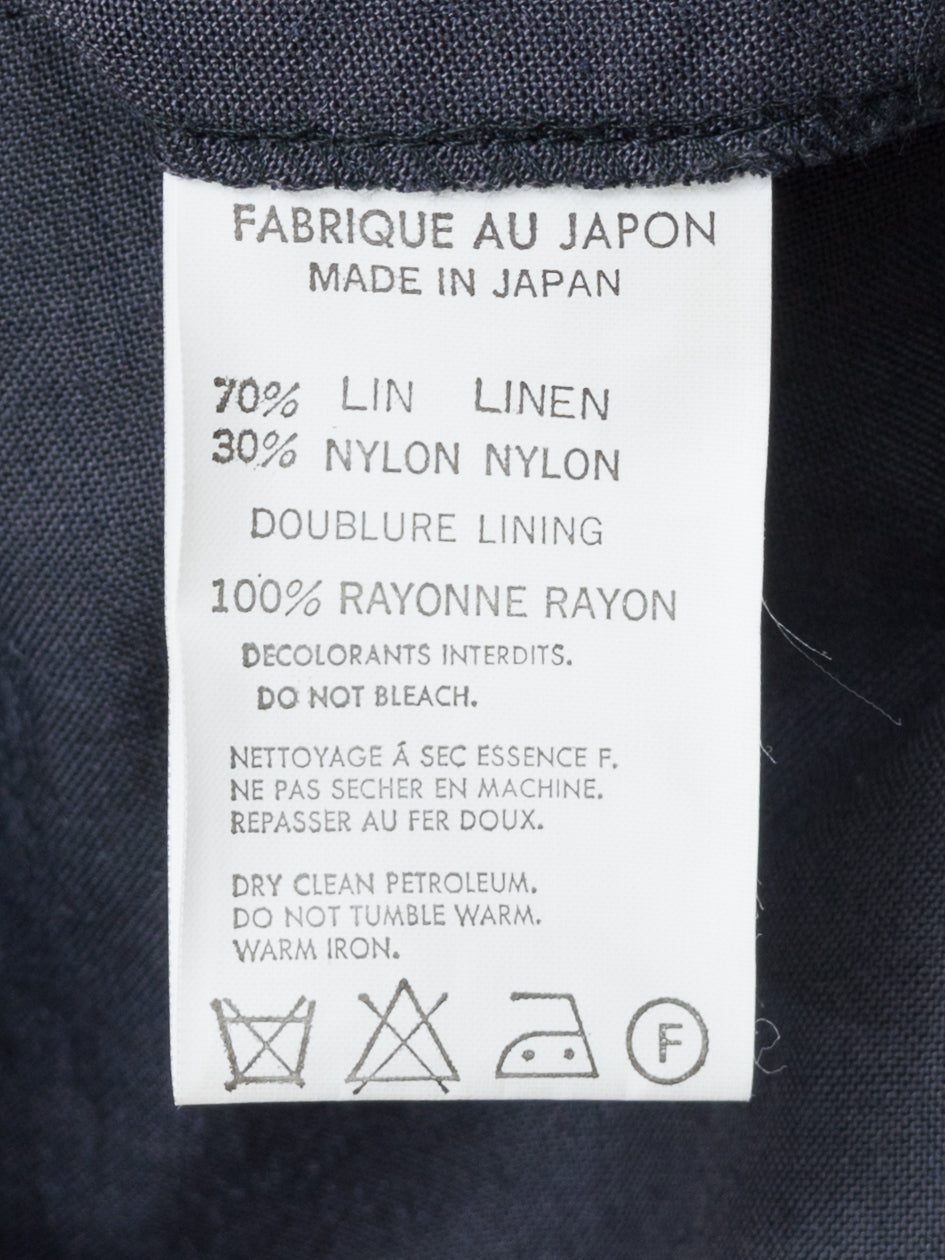 FABRIQUE AU JAPON
MADE IN JAPAN
70% LIN LINEN
30% NYLON NYLON
DOUBLURE LINING
100% RAYONNE RAYON
DECOLORANTS INTERDITS.
DO NOT BLEACH.
NETTOYAGE Á SEC ESSENCE F.
NE PAS SECHER EN MACHINE.
REPASSER AU FER DOUX.
DRY CLEAN PETROLEUM.
DO NOT TUMBLE WARM.
WARM IRON.
F